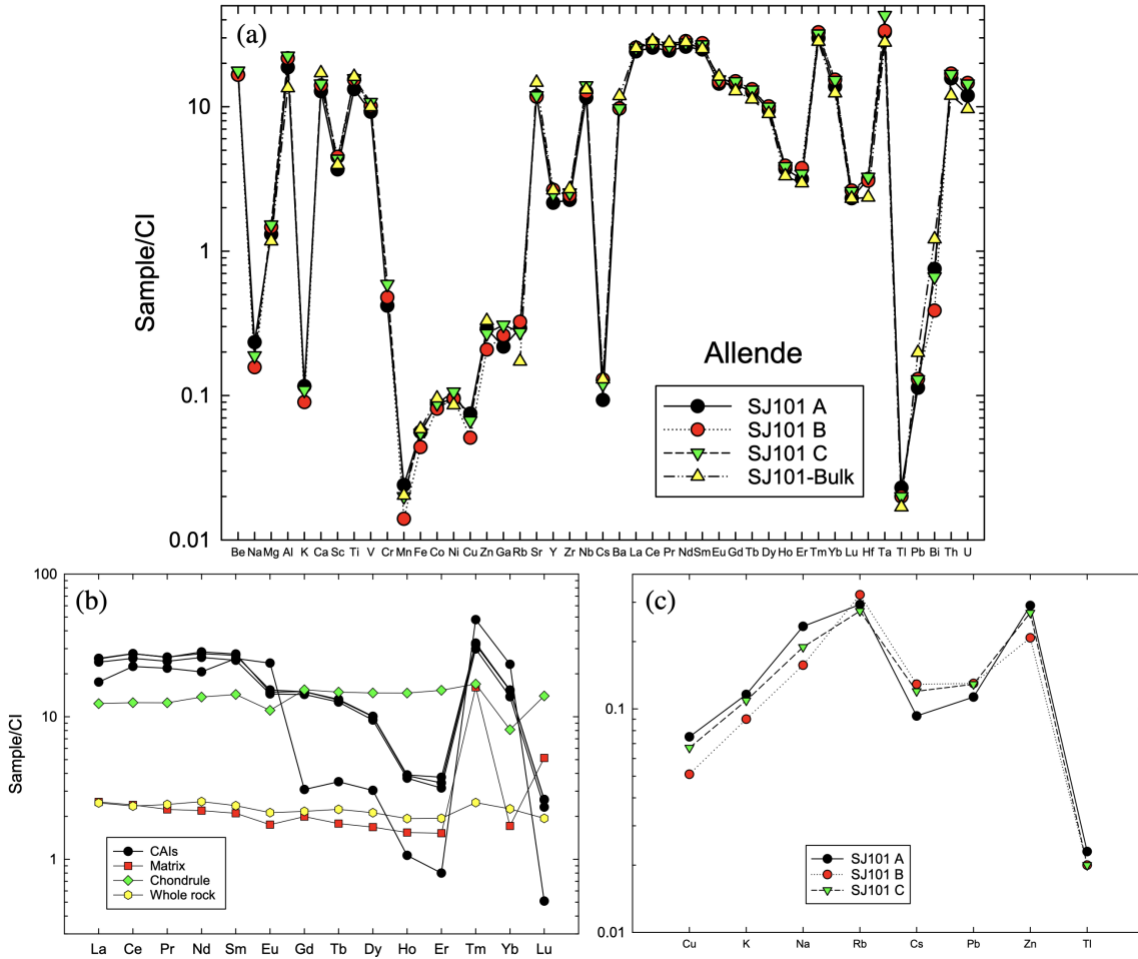 (a)
10
1
0.1
0.01
Sample/CI
Allende
SJ101 A
SJ101 B
SJ101 C
SJ101-Bulk
Be Na Mg Al K Ca Sc Ti V Cr Mn Fe Co Ni Cu Zn Ga Rb Sr Y Zr Nb Cs Ba La Ce Pr Nd Sm Eu Gd Tb Dy Ho Er Tm Yb Lu Hf Ta Tl Pb Bi Th U
(b)
100
10
1
Sample/CI
CAIs
Matrix
Chondrule
Whole rock
La Ce Pr Nd Sm Eu Gd Tb Dy Ho Er Tm Yb Lu
(c)
0.1
0.01
SJ101 A
SJ101 B
SJ101 C
Cu K Na Rb Cs Pb Zn Tl